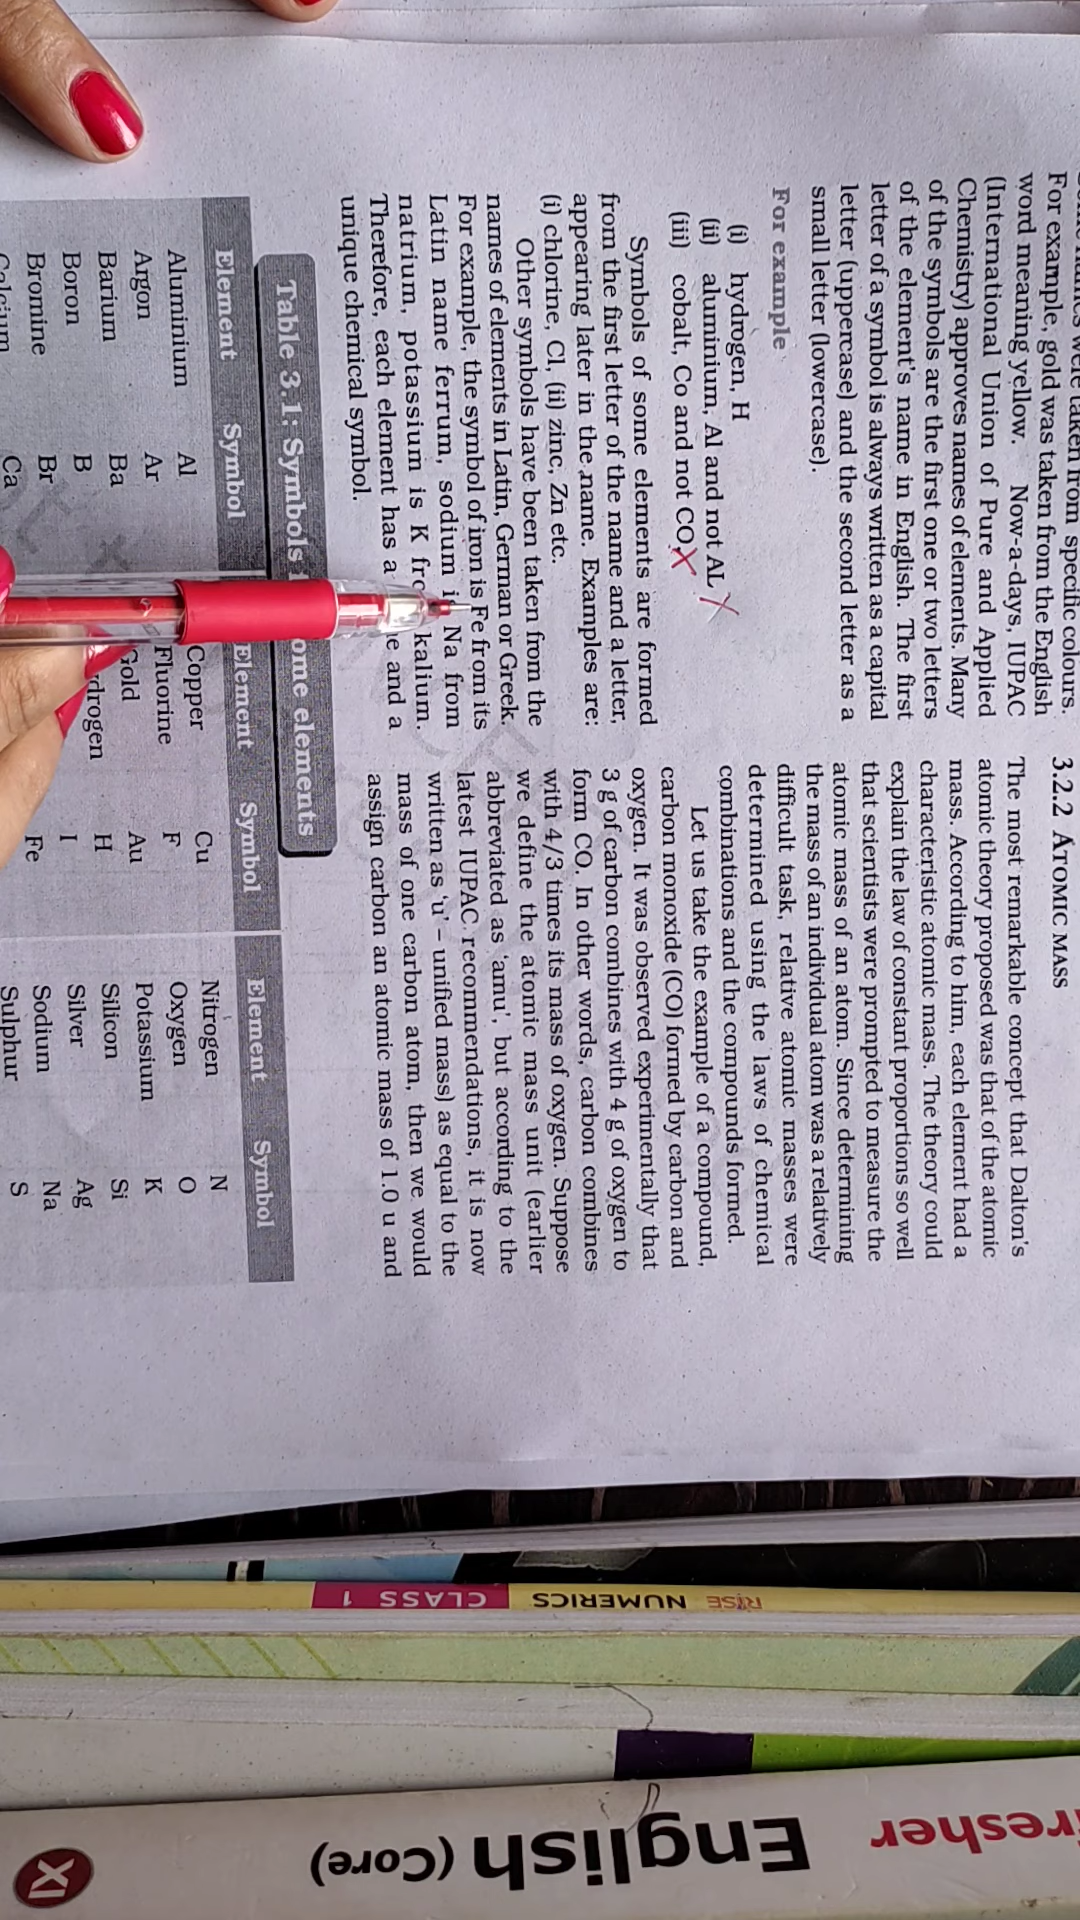 For example, gold was taken from the English
word meaning yellow. Now-a-days, IUPAC
(International Union of Pure and Applied
Chemistry) approves names of elements. Many
of the symbols are the first one or two letters
of the element's name in English. The first
letter of a symbol is always written as a capital
letter (uppercase) and the second letter as a
small letter (lowercase).
For example
(i) hydrogen, H
(ii) aluminium, Al and not AL
(iii) cobalt, Co and not CO.
Symbols of some elements are formed
from the first letter of the name and a letter,
appearing later in the name. Examples are:
(i) chlorine, Cl, (ii) zinc, Zn etc.
Other symbols have been taken from the
names of elements in Latin, German or Greek.
For example, the symbol of iron is Fe from its
Latin name ferrum, sodium Na from
natrium, potassium is K kalium.
Therefore, each element has a and a
unique chemical symbol.
3.2.2 ATOMIC MASS
The most remarkable concept that Dalton's
atomic theory proposed was that of the atomic
mass. According to him, each element had a
characteristic atomic mass. The theory could
explain the law of constant proportions so well
that scientists were prompted to measure the
atomic mass of an atom. Since determining
the mass of an individual atom was a relatively
difficult task, relative atomic masses were
determined using the laws of chemical
combinations and the compounds formed.
Let us take the example of a compound,
carbon monoxide (CO) formed by carbon and
oxygen. It was observed experimentally that
3 g of carbon combines with 4 g of oxygen to
form CO. In other words, carbon combines
with 4/3 times its mass of oxygen. Suppose
we define the atomic mass unit (earlier
abbreviated as 'amu', but according to the
latest IUPAC recommendations, it is now
written as 'u' – unified mass) as equal to the
mass of one carbon atom, then we would
assign carbon an atomic mass of 1.0 u and
Table 3.1: Symbols ome elements
Element Symbol Element Symbol Element Symbol
Aluminium Al Copper Cu Nitrogen N
Argon Ar Fluorine F Oxygen O
Barium Ba Gold Au Potassium K
Boron B drogen H Silicon Si
Bromine Br I Silver Ag
Calcium Ca Fe Sodium Na
Sulphur S
RISE NUMERICS CLASS 1
resher English (Core) XI